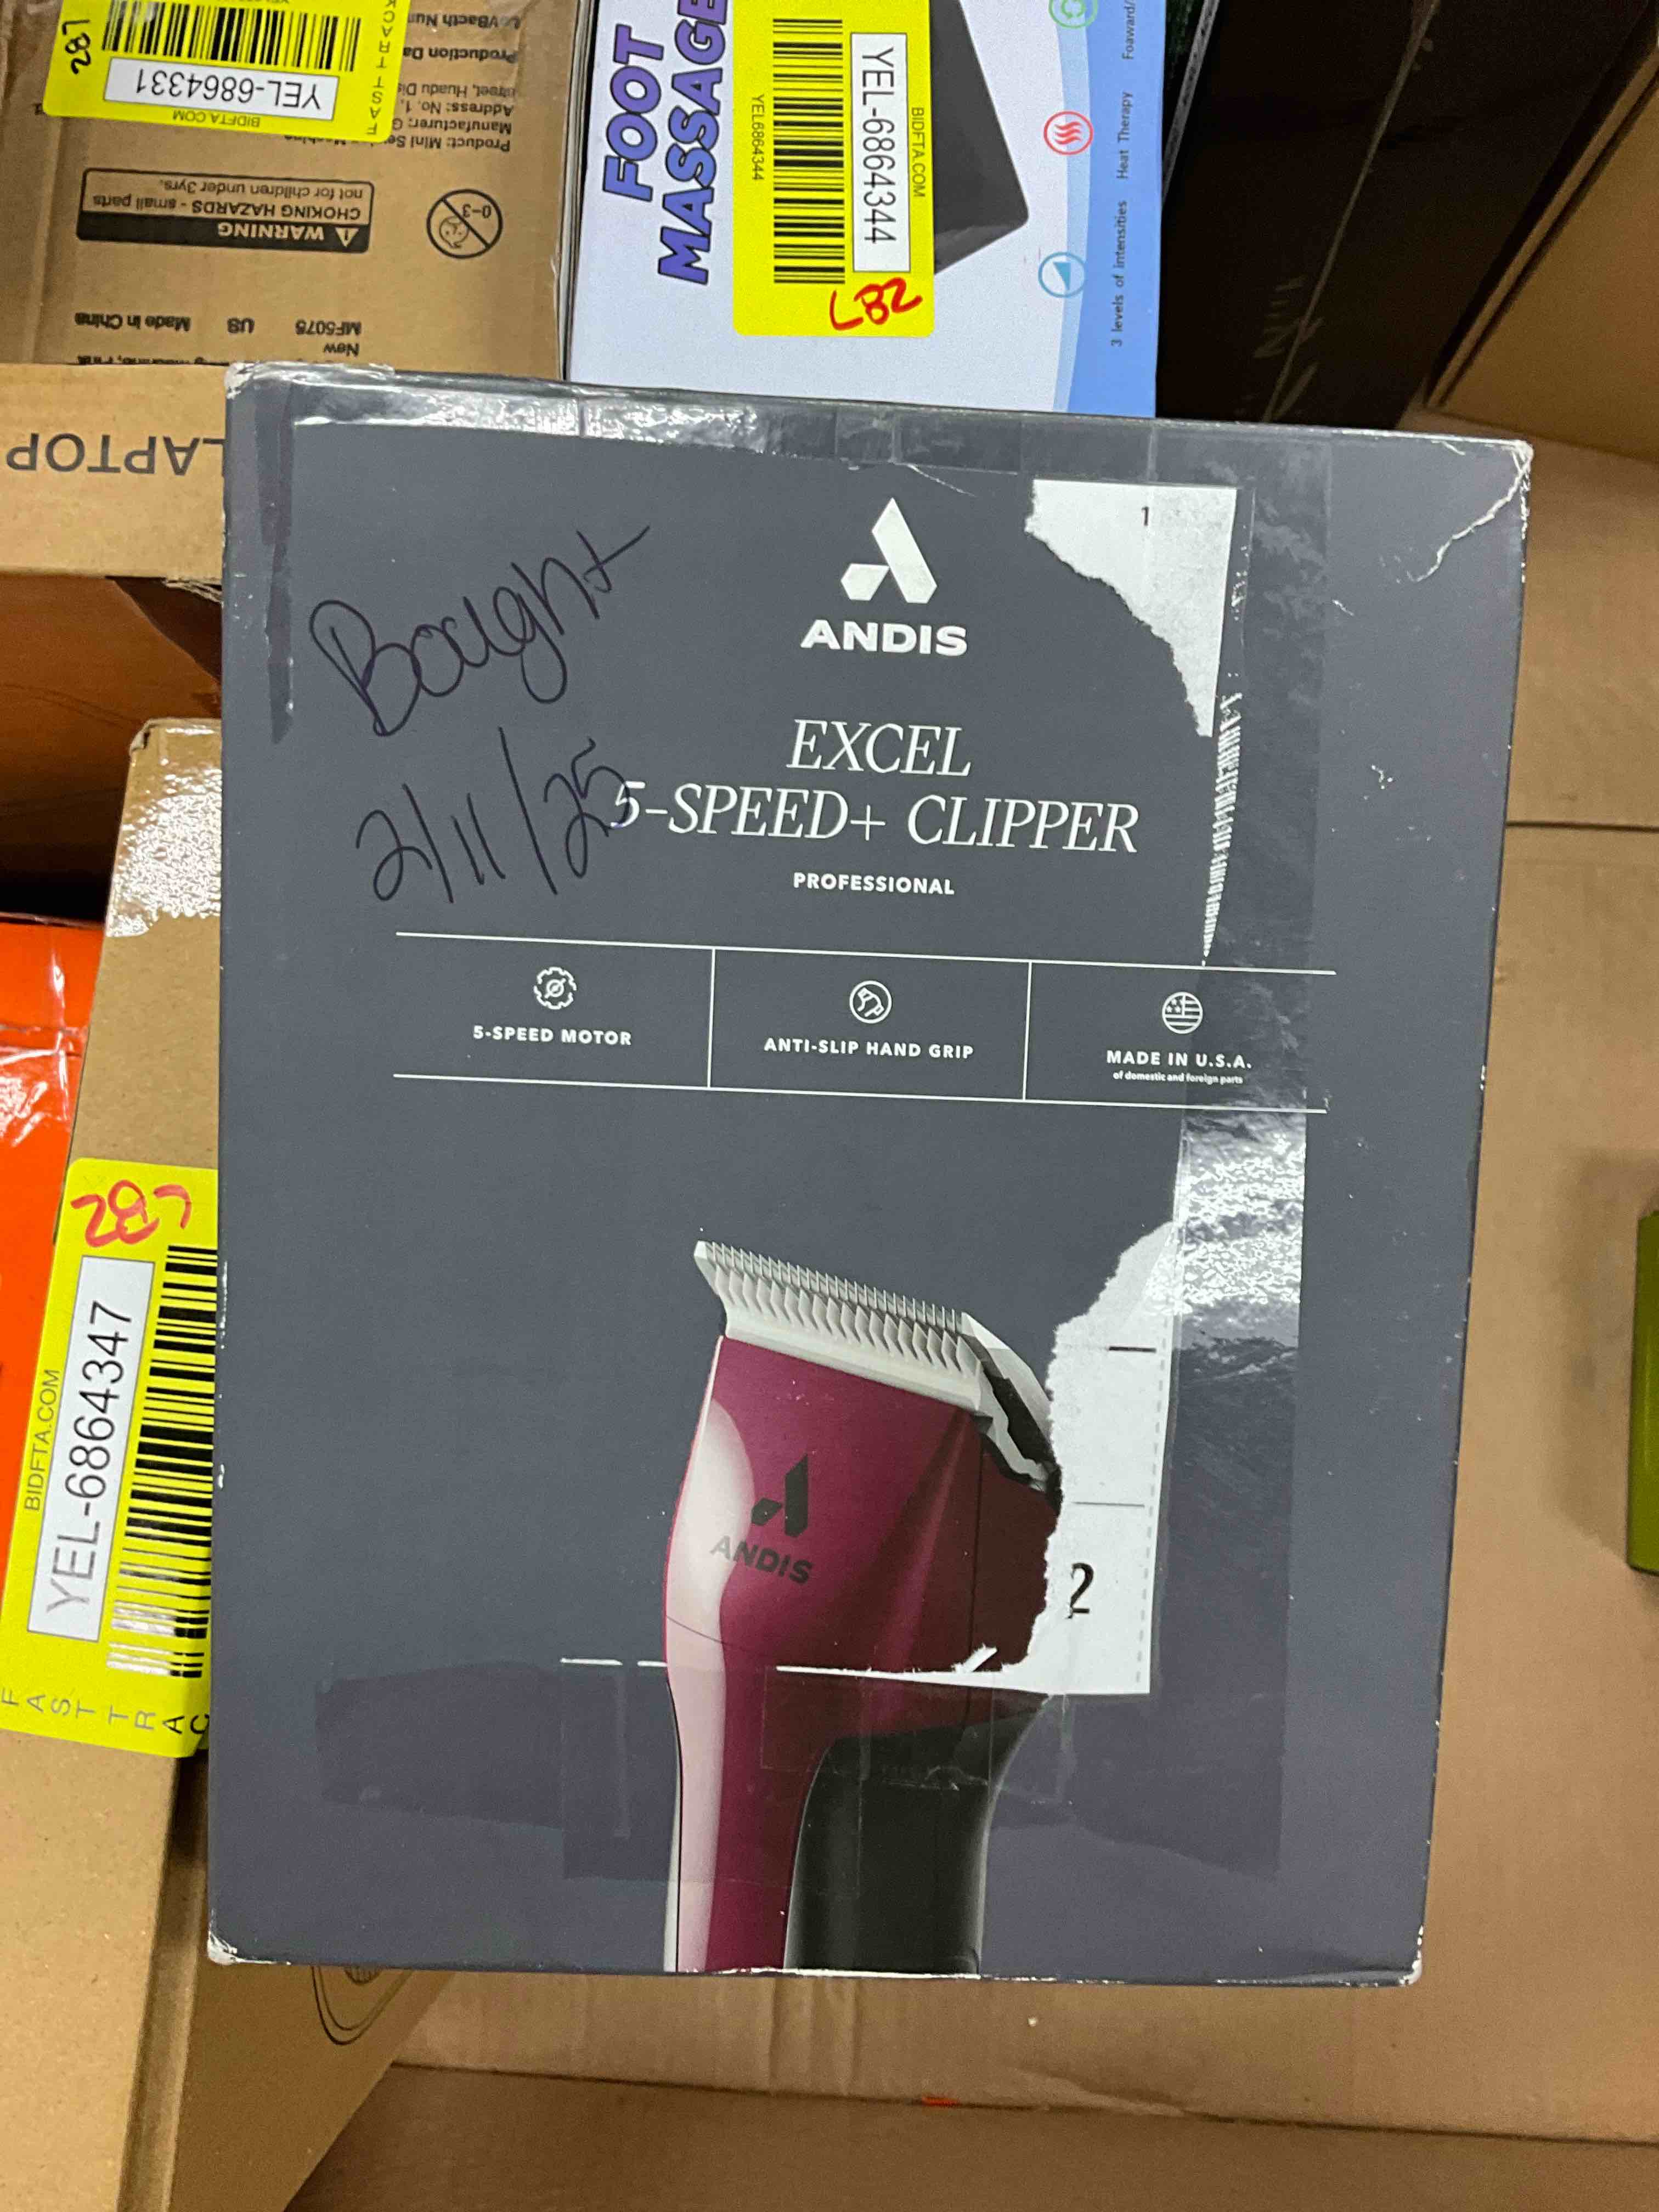 287
YEL-6864331
BIDFTA.COM
Production Da
Address: No. 1,
Manufacturer: G
Product: Mini Se
WARNING
CHOKING HAZARDS - small parts
not for children under 3yrs.
0-3
New
MF5075 US Made in China
LAPTOP
FOOT
MASSAGE
YEL6864344
YEL-6864344
BIDFTA.COM
LB2
3 levels of intensities
Heat Therapy
ANDIS
Bought
2/11/25
1
EXCEL
5-SPEED+ CLIPPER
PROFESSIONAL
5-SPEED MOTOR
ANTI-SLIP HAND GRIP
MADE IN U.S.A.
of domestic and foreign parts
ANDIS
2
LB2
BIDFTA.COM
YEL-6864347
FAST TRAC